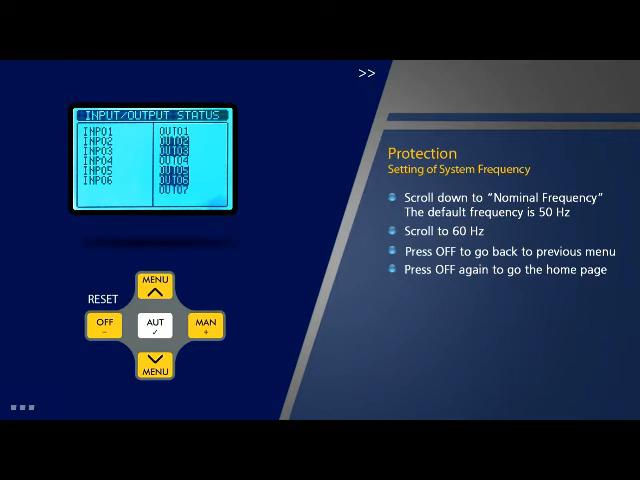 >>
INPUT/OUTPUT STATUS
INP01 OUT01
INP02 OUT02
INP03 OUT03
INP04 OUT04
INP05 OUT05
INP06 OUT06
OUT07
RESET
MENU
OFF
-
AUT
✓
MAN
+
MENU
Protection
Setting of System Frequency
Scroll down to “Nominal Frequency”
The default frequency is 50 Hz
Scroll to 60 Hz
Press OFF to go back to previous menu
Press OFF again to go the home page